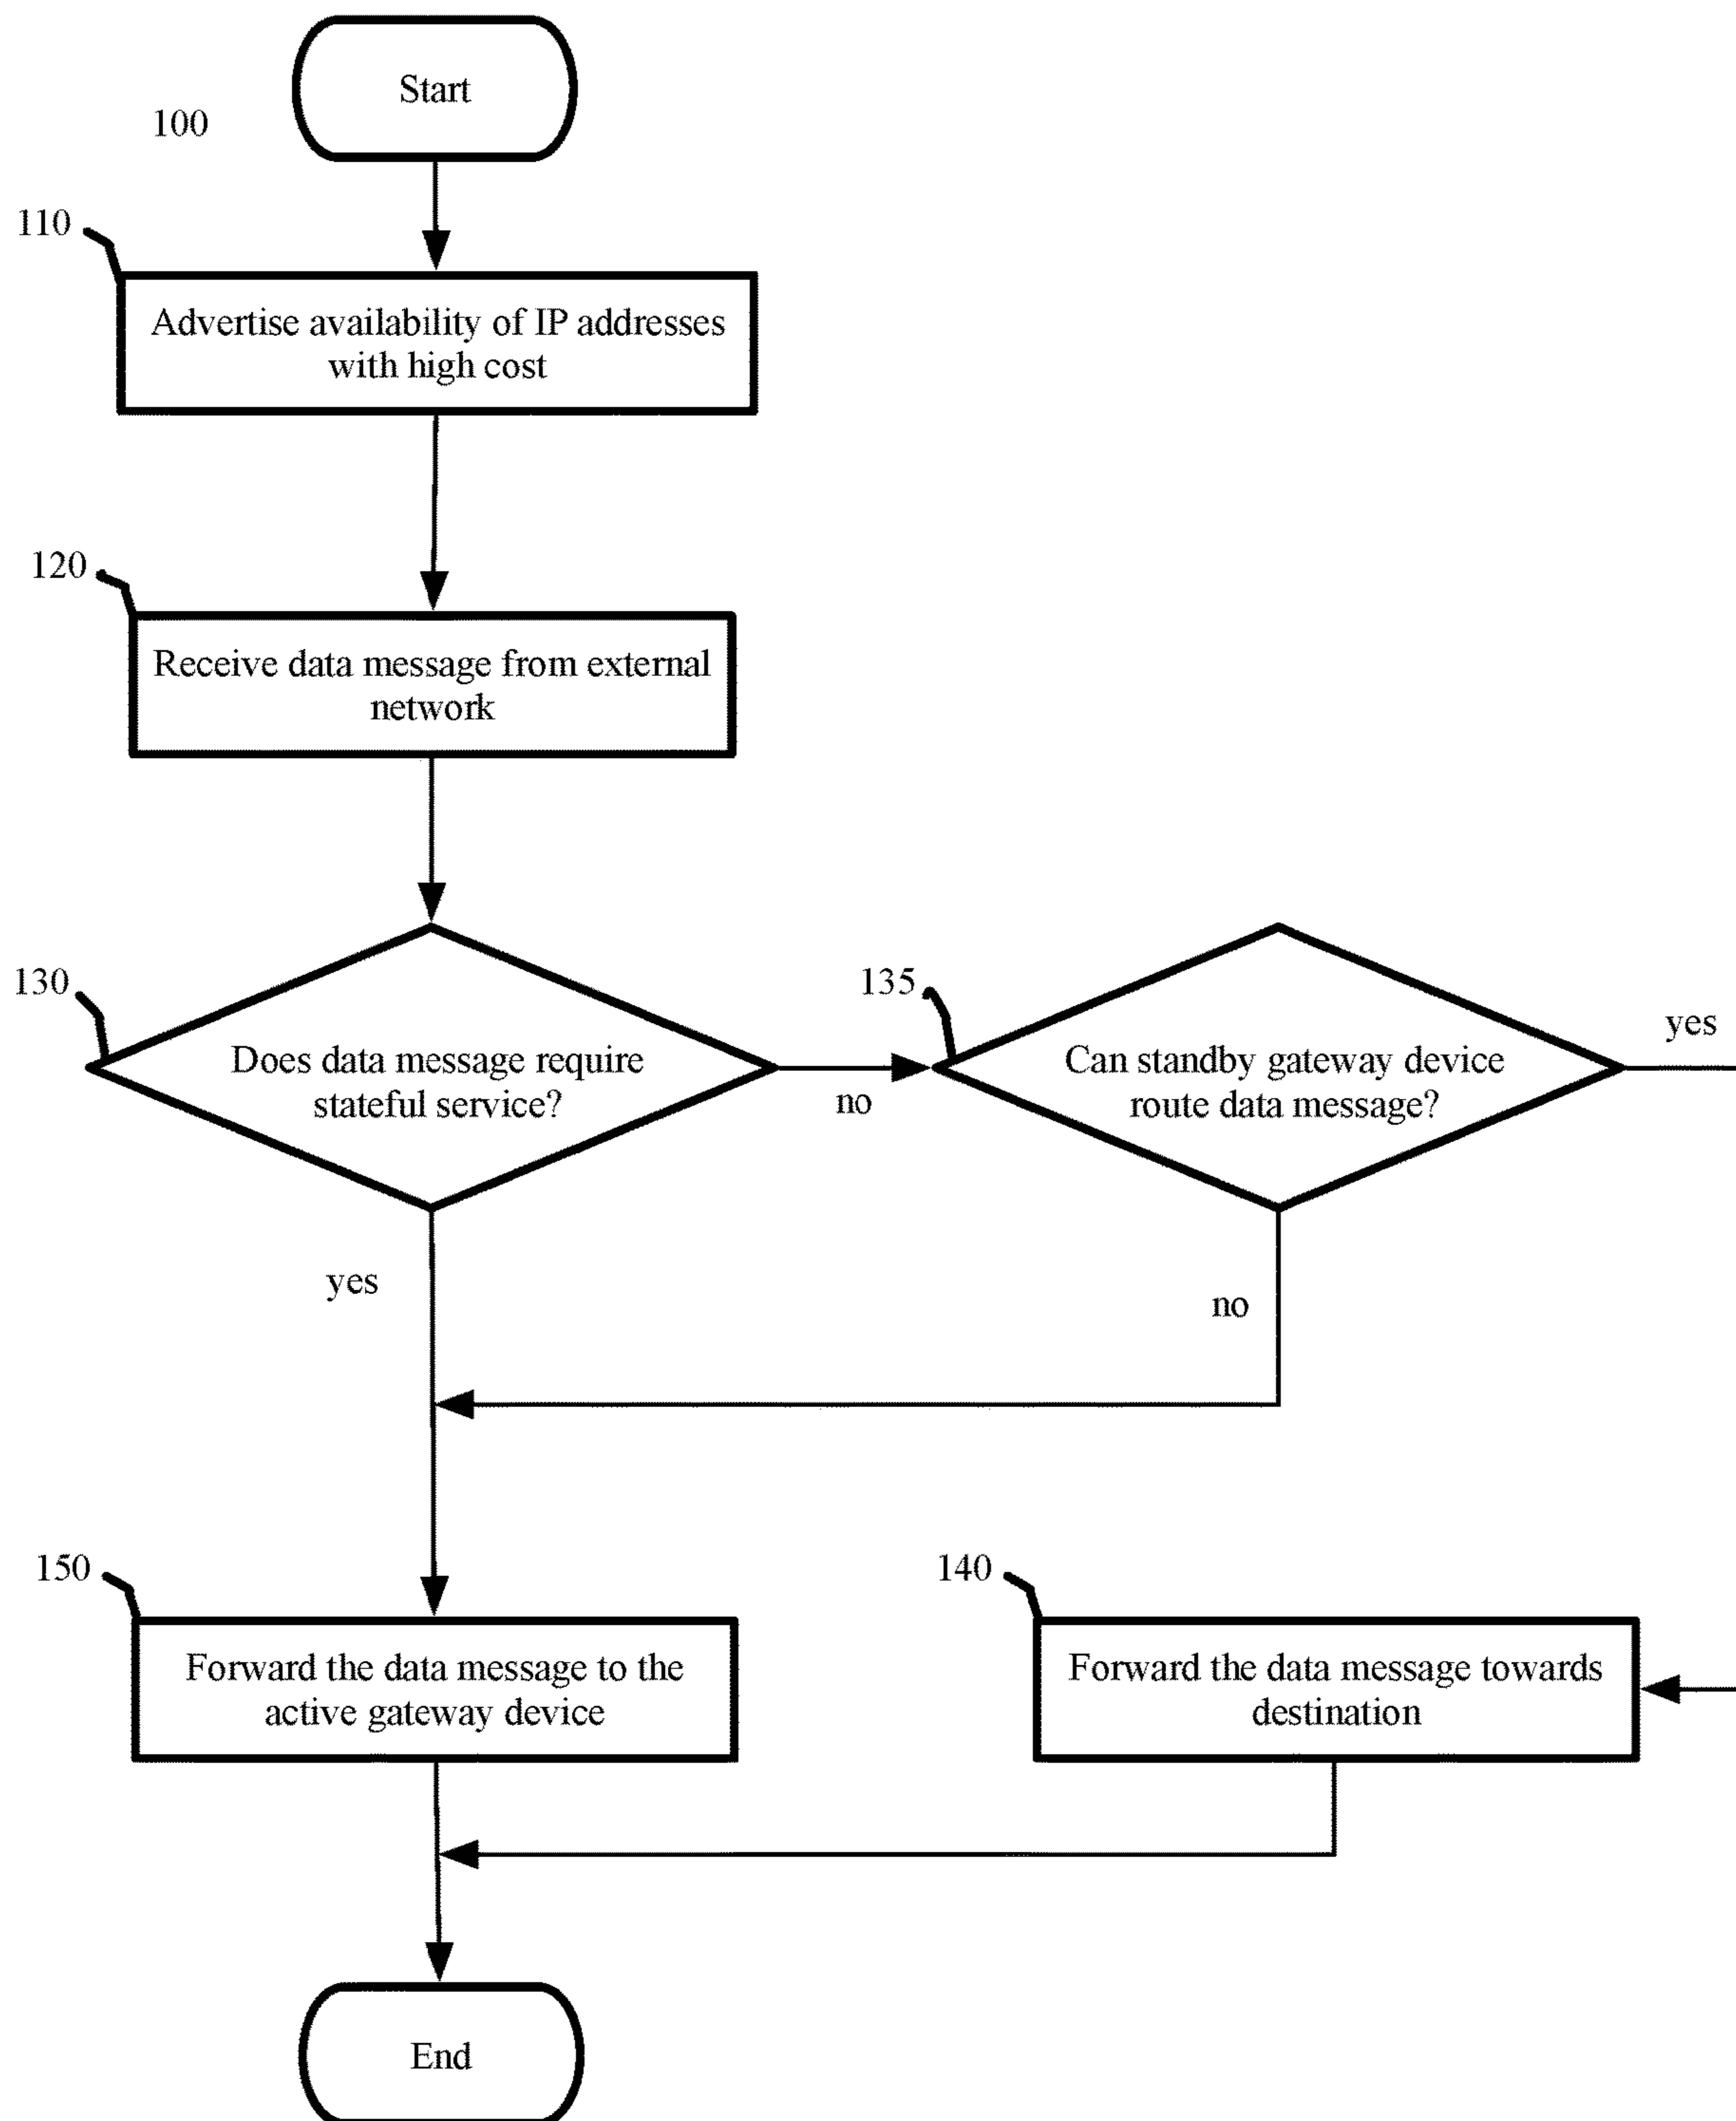 Start
100
110
Advertise availability of IP addresses
with high cost
120
Receive data message from external
network
130
Does data message require
stateful service?
no
135
Can standby gateway device
route data message?
yes
yes
no
150
Forward the data message to the
active gateway device
140
Forward the data message towards
destination
End